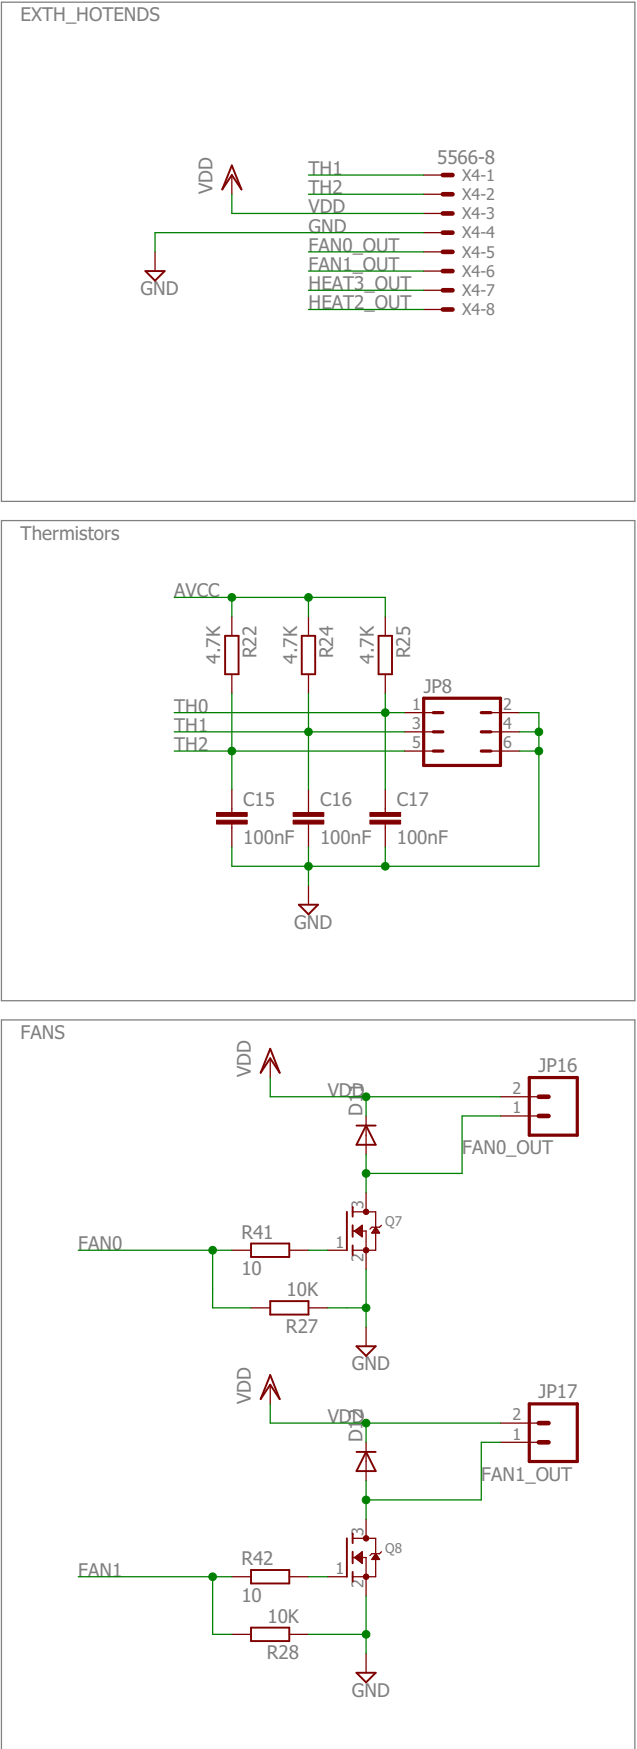 EXTH_HOTENDS
5566-8
VDD
TH1 X4-1
TH2 X4-2
VDD X4-3
GND X4-4
FAN0_OUT X4-5
FAN1_OUT X4-6
HEAT3_OUT X4-7
HEAT2_OUT X4-8
GND
Thermistors
AVCC
4.7K R22 4.7K R24 4.7K R25
JP8
TH0 1 2
TH1 3 4
TH2 5 6
C15 C16 C17
100nF 100nF 100nF
GND
FANS
VDD
JP16
VDD 2
1
FAN0_OUT
3
Q7
R41
FAN0 1
2
10
10K
R27
GND
VDD
JP17
VDD 2
D12
1
FAN1_OUT
3
Q8
R42
FAN1 1
2
10
10K
R28
GND